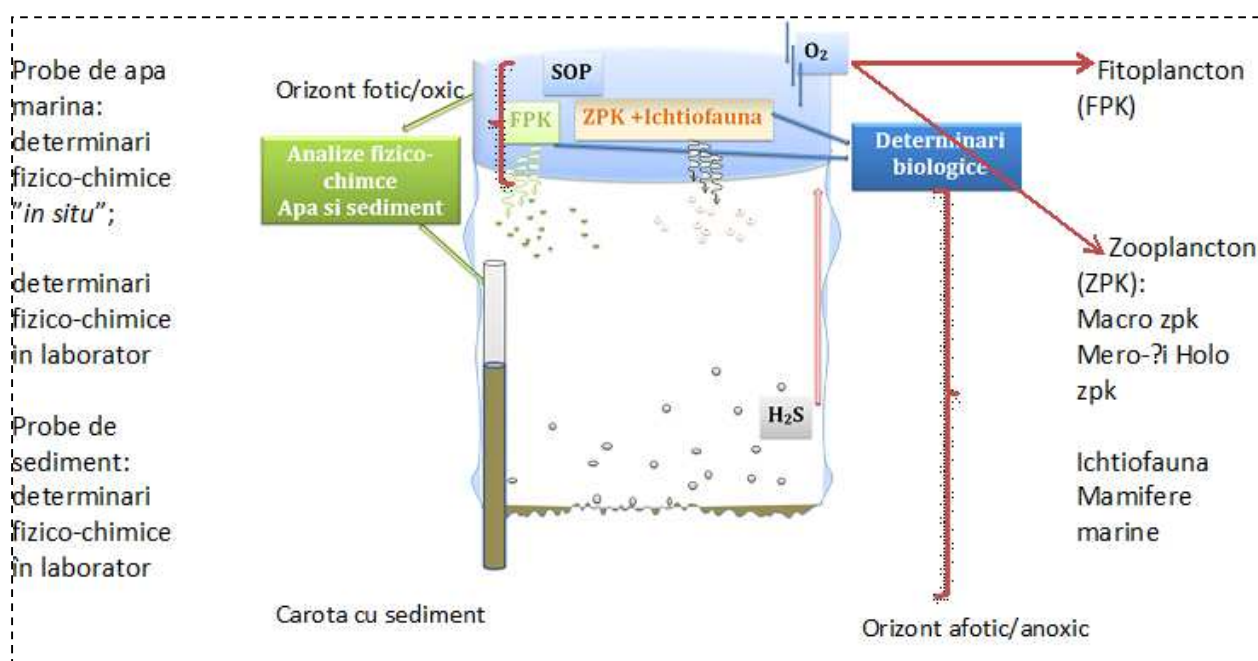 Probe de apa
marina:
determinari
fizico-chimice
"in situ";
determinari
fizico-chimice
in laborator
Probe de
sediment:
determinari
fizico-chimice
în laborator
Orizont fotic/oxic
Analize fizico-
chimce
Apa si sediment
SOP
O₂
FPK
ZPK +Ichtiofauna
Determinari
biologice
H₂S
Carota cu sediment
Orizont afotic/anoxic
Fitoplancton
(FPK)
Zooplancton
(ZPK):
Macro zpk
Mero-?i Holo
zpk
Ichtiofauna
Mamifere
marine